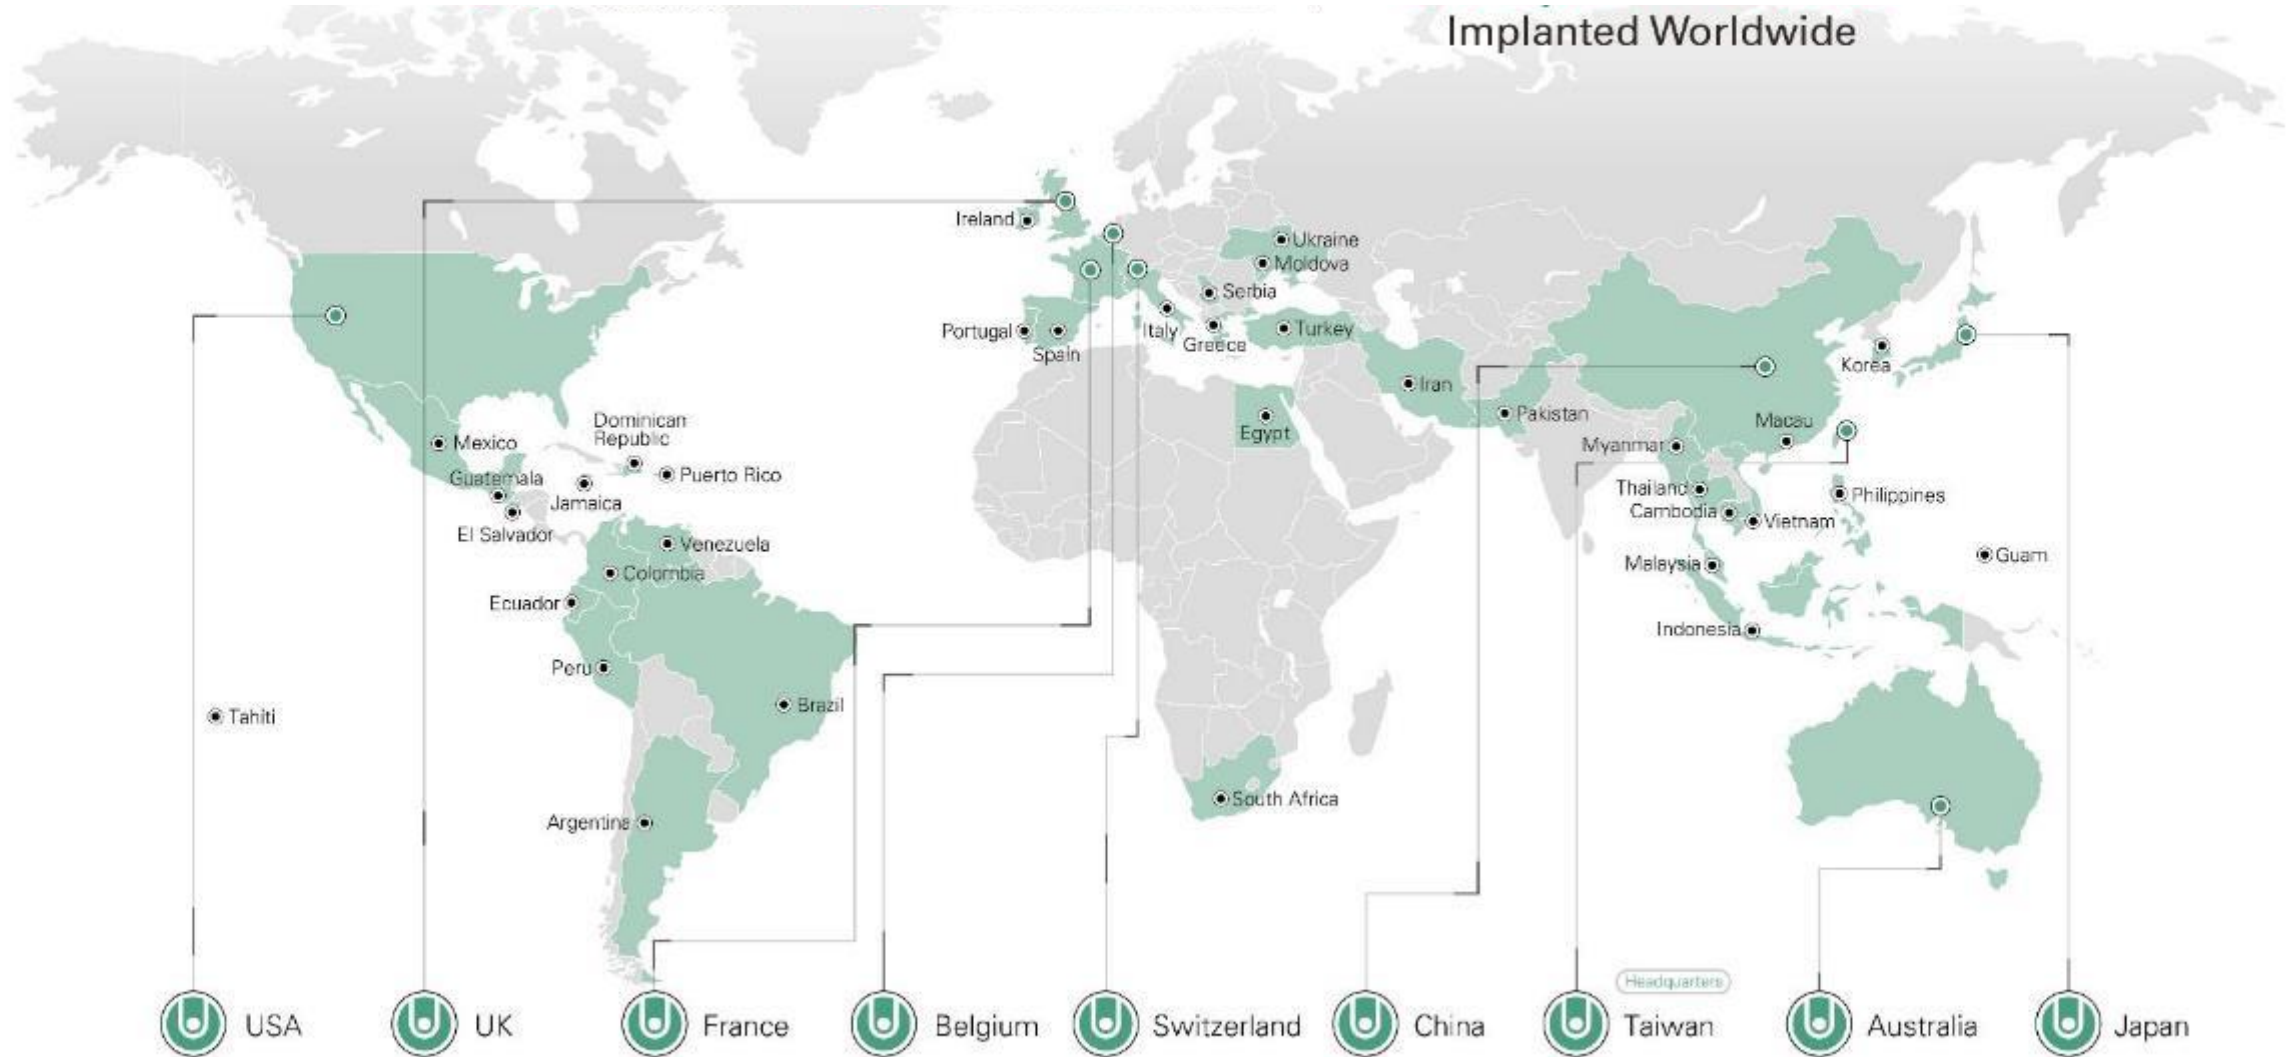 Implanted Worldwide
Ireland
Ukraine
Moldova
Serbia
Portugal
Spain
Italy
Greece
Turkey
Korea
Iran
Pakistan
Egypt
Macau
Myanmar
Mexico
Dominican
Republic
Puerto Rico
Guatemala
Jamaica
El Salvador
Thailand
Philippines
Cambodia
Vietnam
Venezuela
Colombia
Malaysia
Guam
Ecuador
Indonesia
Peru
Brazil
Tahiti
South Africa
Argentina
Headquarters
USA
UK
France
Belgium
Switzerland
China
Taiwan
Australia
Japan